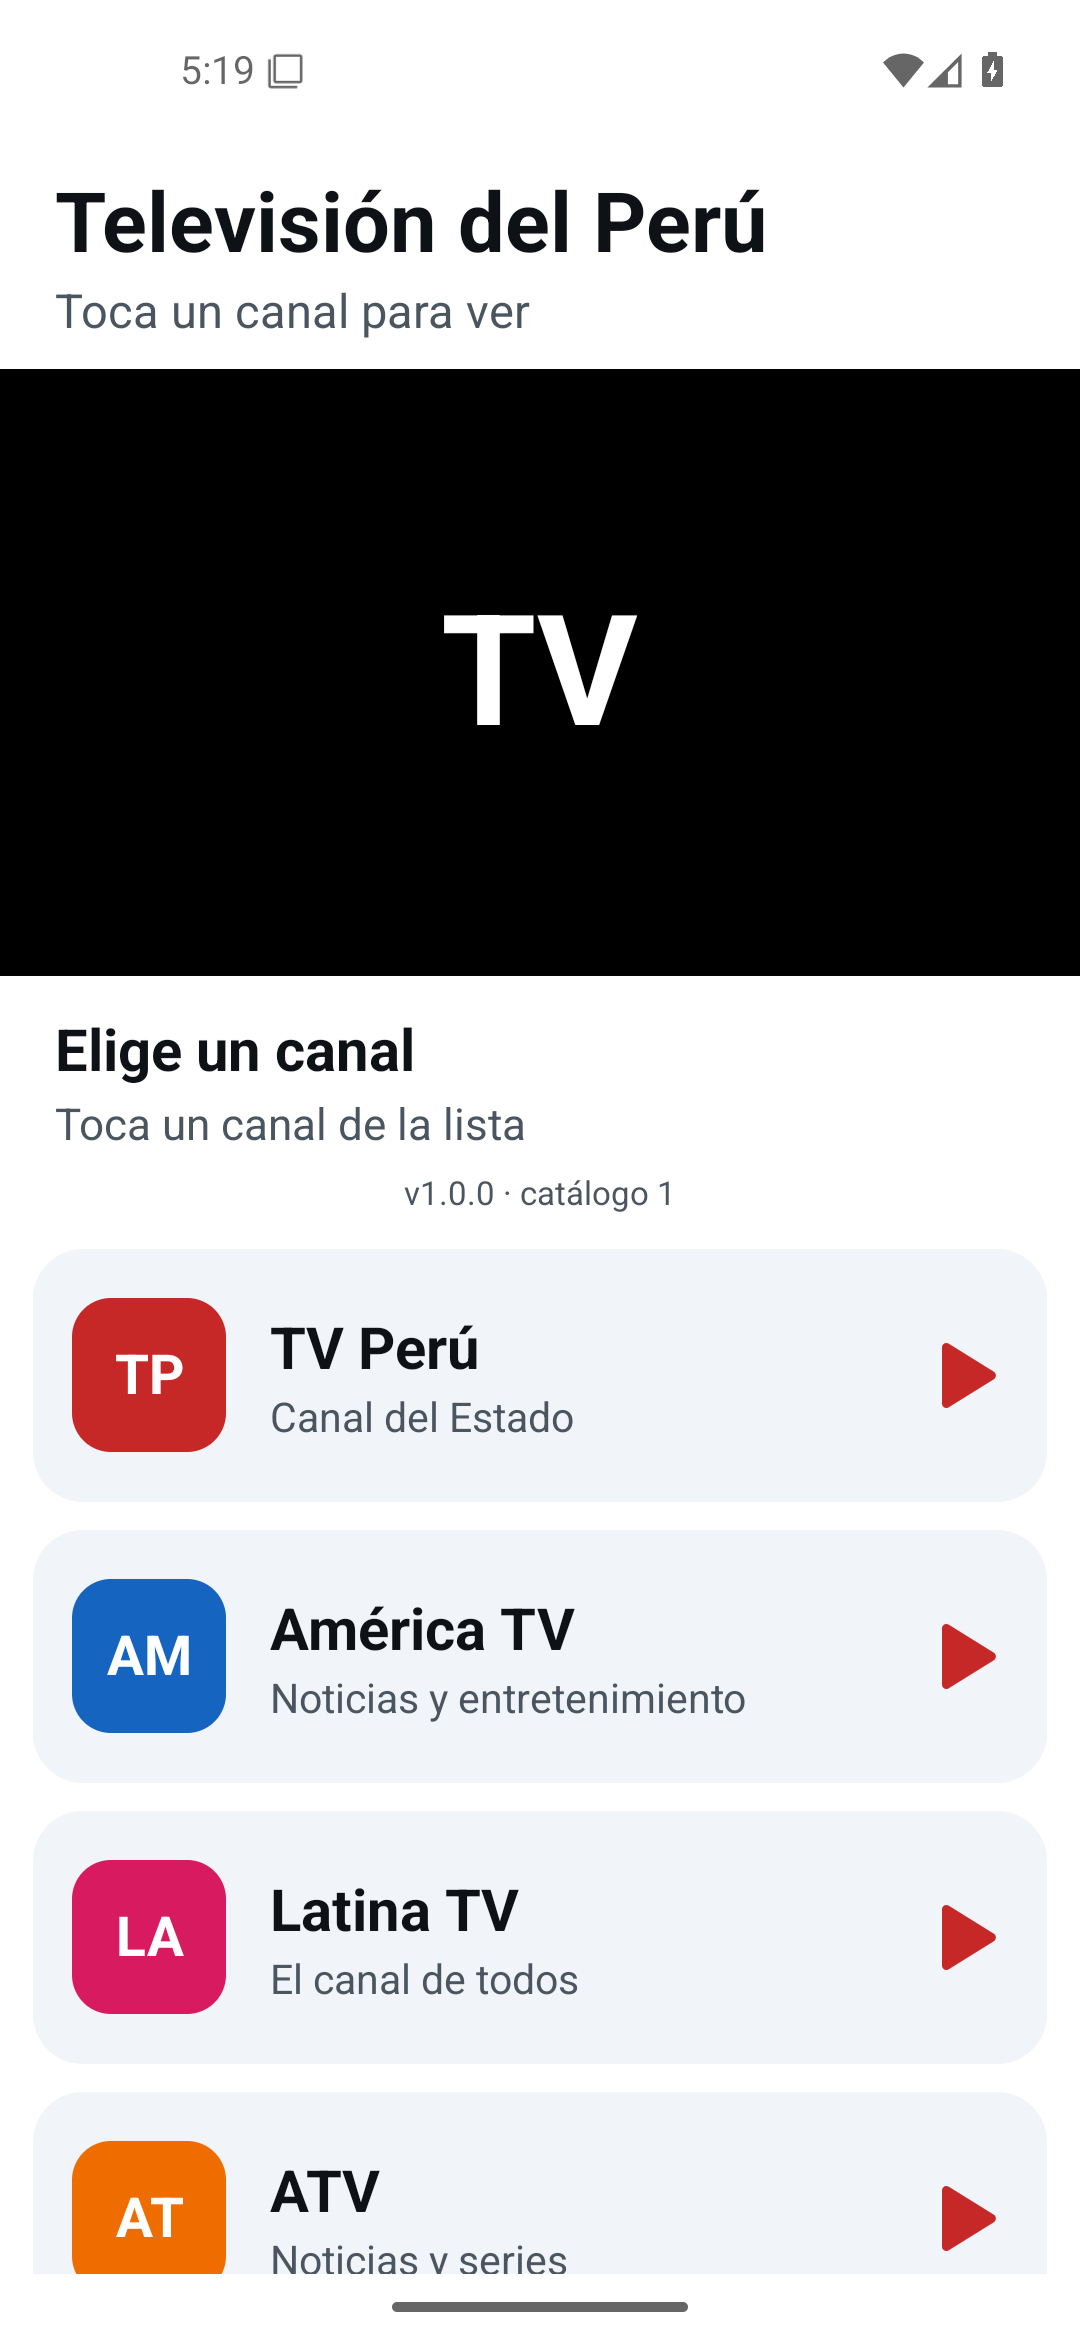 5:19
Televisión del Perú
Toca un canal para ver
TV
Elige un canal
Toca un canal de la lista
v1.0.0 · catálogo 1
TP
TV Perú
Canal del Estado
AM
América TV
Noticias y entretenimiento
LA
Latina TV
El canal de todos
AT
ATV
Noticias y series